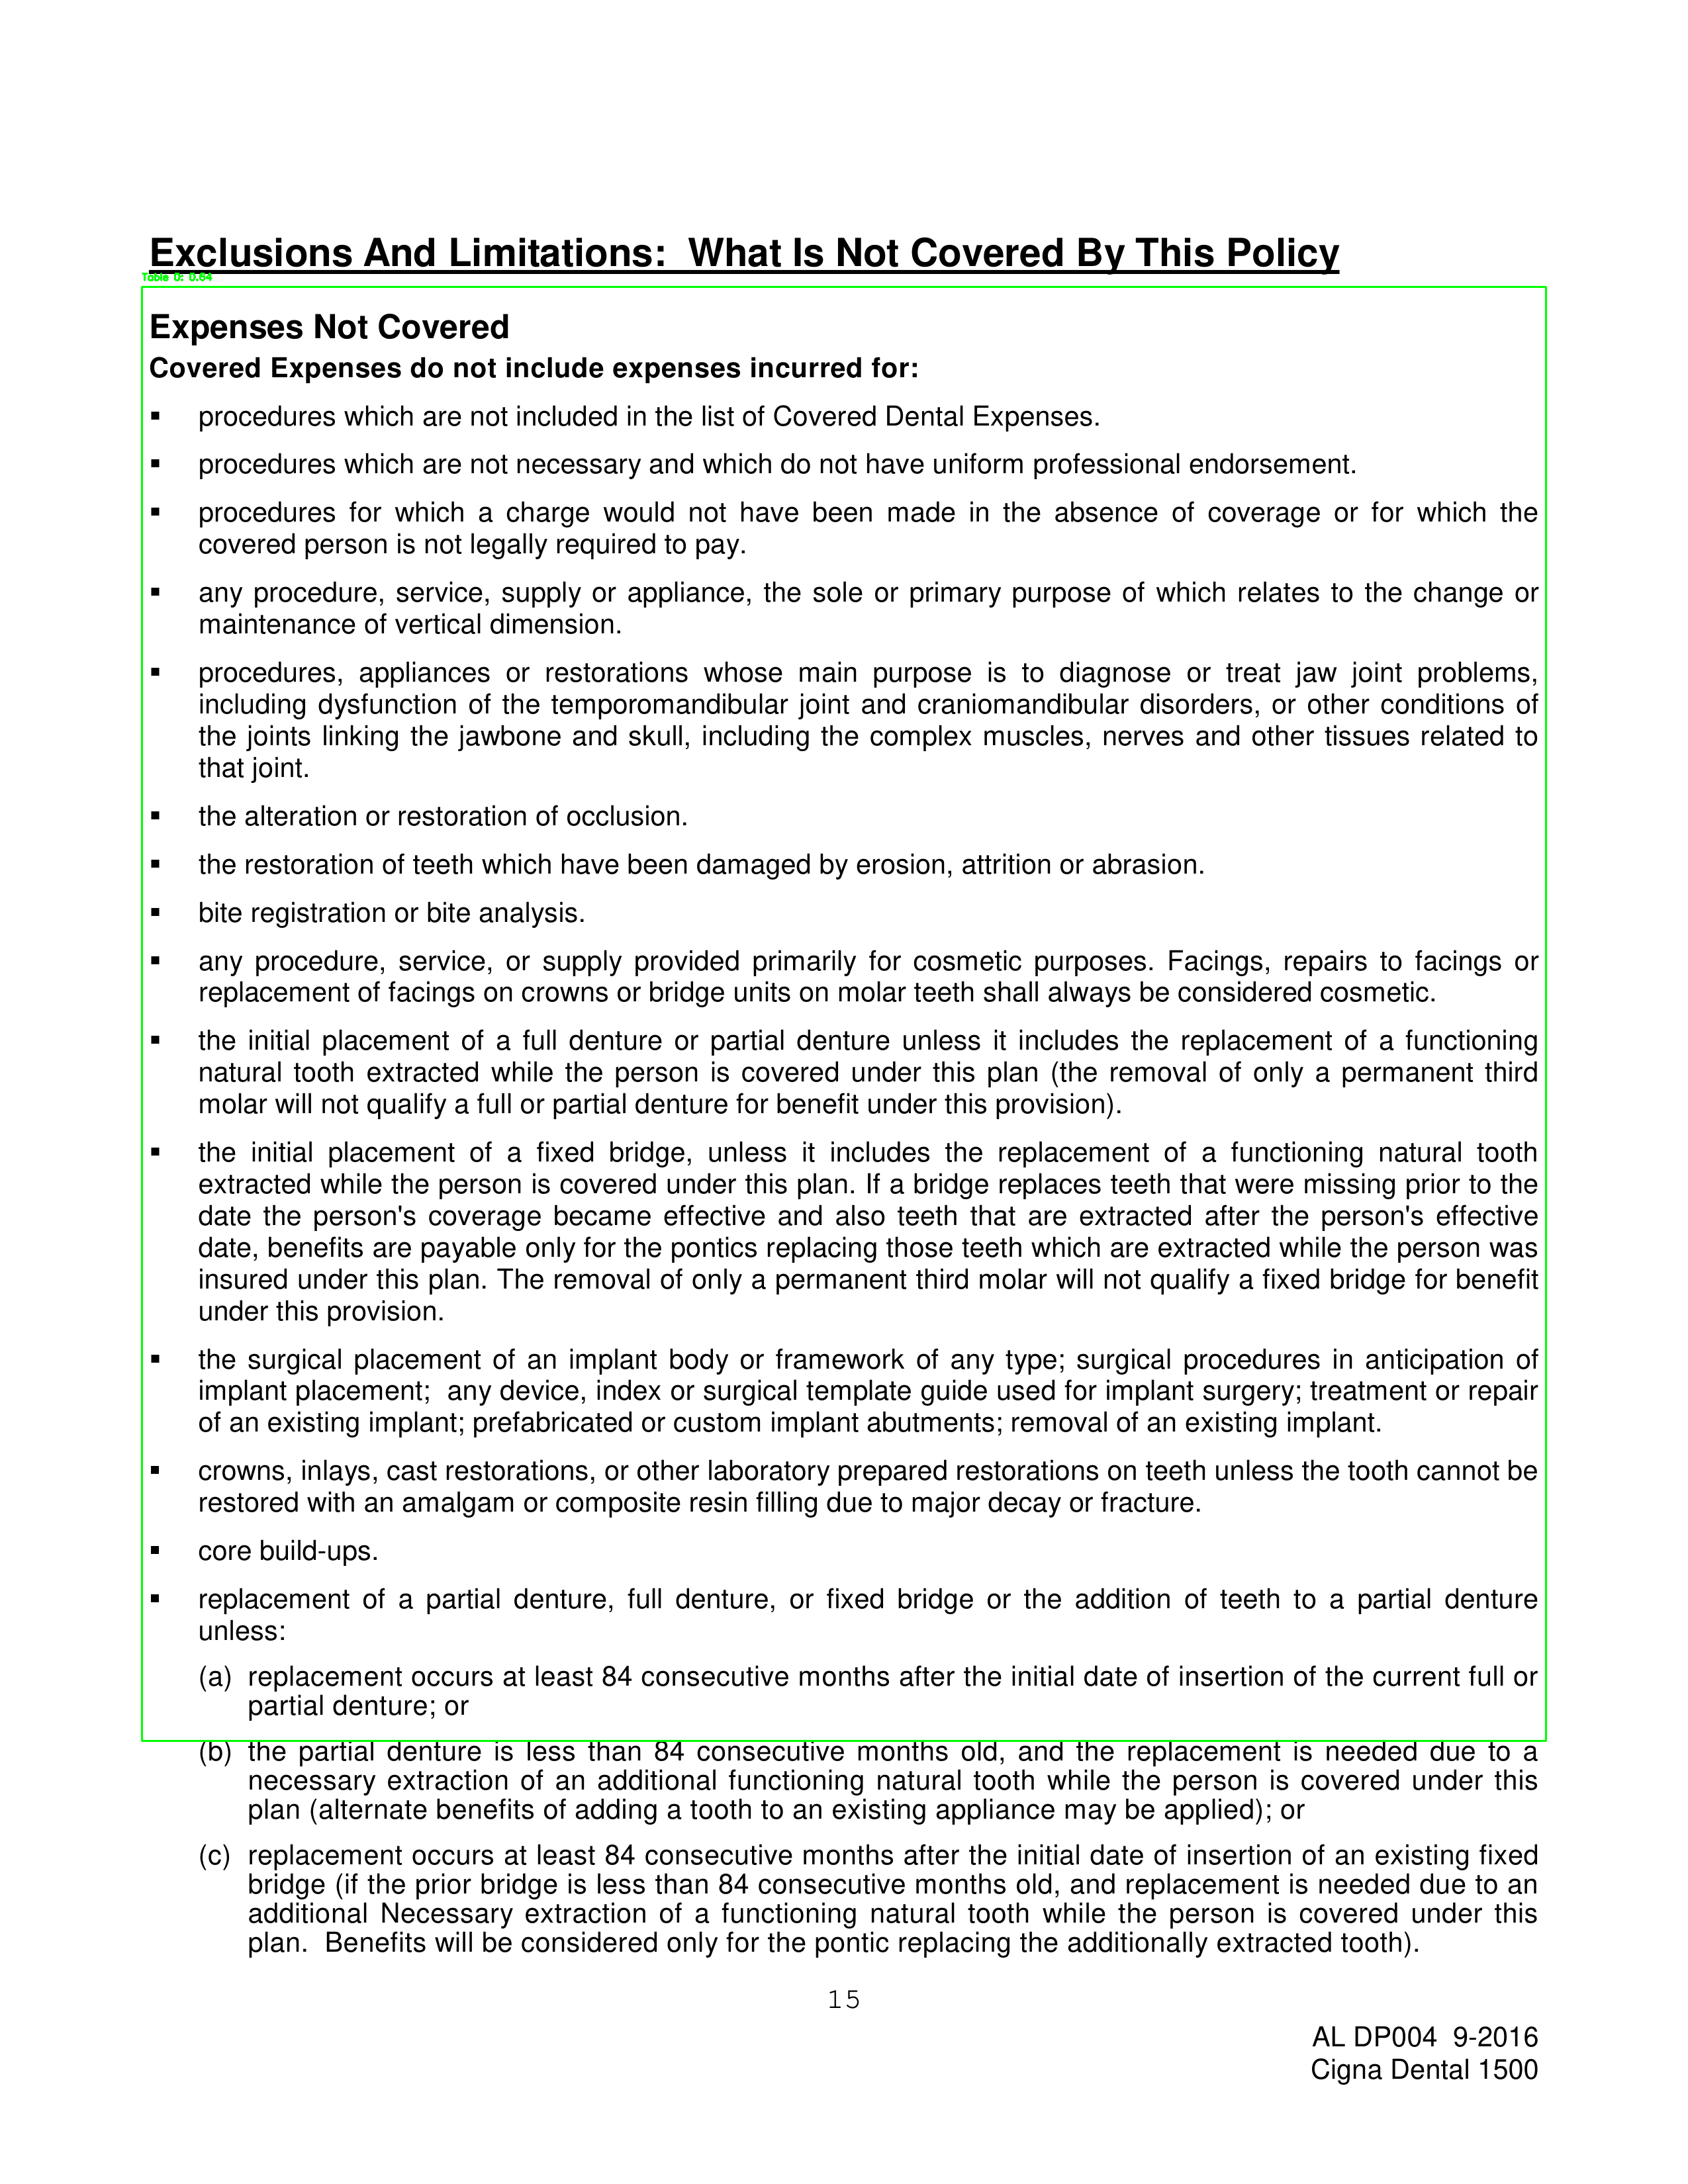 Exclusions And Limitations:  What Is Not Covered By This Policy
Table 0: 0.64
Expenses Not Covered
Covered Expenses do not include expenses incurred for:
▪ procedures which are not included in the list of Covered Dental Expenses.
▪ procedures which are not necessary and which do not have uniform professional endorsement.
▪ procedures for which a charge would not have been made in the absence of coverage or for which the
covered person is not legally required to pay.
▪ any procedure, service, supply or appliance, the sole or primary purpose of which relates to the change or
maintenance of vertical dimension.
▪ procedures, appliances or restorations whose main purpose is to diagnose or treat jaw joint problems,
including dysfunction of the temporomandibular joint and craniomandibular disorders, or other conditions of
the joints linking the jawbone and skull, including the complex muscles, nerves and other tissues related to
that joint.
▪ the alteration or restoration of occlusion.
▪ the restoration of teeth which have been damaged by erosion, attrition or abrasion.
▪ bite registration or bite analysis.
▪ any procedure, service, or supply provided primarily for cosmetic purposes. Facings, repairs to facings or
replacement of facings on crowns or bridge units on molar teeth shall always be considered cosmetic.
▪ the initial placement of a full denture or partial denture unless it includes the replacement of a functioning
natural tooth extracted while the person is covered under this plan (the removal of only a permanent third
molar will not qualify a full or partial denture for benefit under this provision).
▪ the initial placement of a fixed bridge, unless it includes the replacement of a functioning natural tooth
extracted while the person is covered under this plan. If a bridge replaces teeth that were missing prior to the
date the person's coverage became effective and also teeth that are extracted after the person's effective
date, benefits are payable only for the pontics replacing those teeth which are extracted while the person was
insured under this plan. The removal of only a permanent third molar will not qualify a fixed bridge for benefit
under this provision.
▪ the surgical placement of an implant body or framework of any type; surgical procedures in anticipation of
implant placement;  any device, index or surgical template guide used for implant surgery; treatment or repair
of an existing implant; prefabricated or custom implant abutments; removal of an existing implant.
▪ crowns, inlays, cast restorations, or other laboratory prepared restorations on teeth unless the tooth cannot be
restored with an amalgam or composite resin filling due to major decay or fracture.
▪ core build-ups.
▪ replacement of a partial denture, full denture, or fixed bridge or the addition of teeth to a partial denture
unless:
(a) replacement occurs at least 84 consecutive months after the initial date of insertion of the current full or
partial denture; or
(b) the partial denture is less than 84 consecutive months old, and the replacement is needed due to a
necessary extraction of an additional functioning natural tooth while the person is covered under this
plan (alternate benefits of adding a tooth to an existing appliance may be applied); or
(c) replacement occurs at least 84 consecutive months after the initial date of insertion of an existing fixed
bridge (if the prior bridge is less than 84 consecutive months old, and replacement is needed due to an
additional Necessary extraction of a functioning natural tooth while the person is covered under this
plan.  Benefits will be considered only for the pontic replacing the additionally extracted tooth).
15
AL DP004  9-2016
Cigna Dental 1500